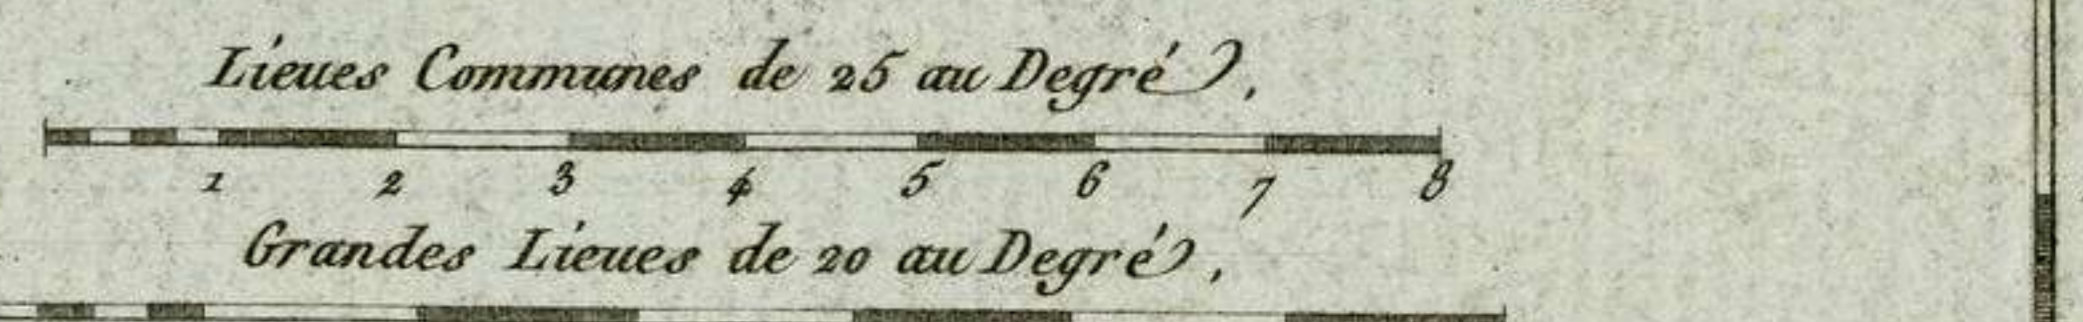 Lieues Communes de 25 au Degré,
1 2 3 4 5 6 7 8
Grandes Lieues de 20 au Degré,